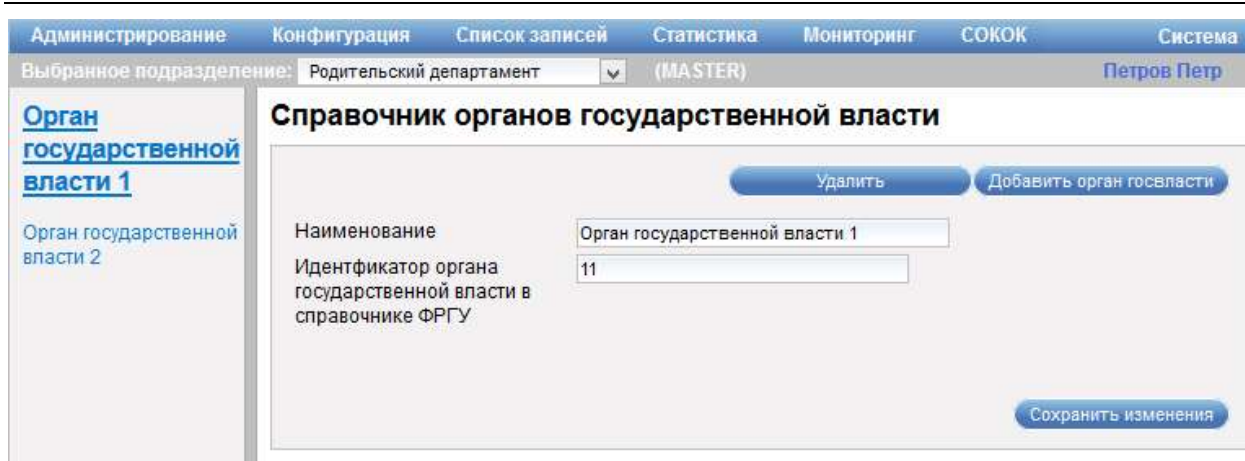 Администрирование Конфигурация Список записей Статистика Мониторинг СОКОК Система
Выбранное подразделение: Родительский департамент (MASTER) Петров Петр
Орган
государственной
власти 1
Орган государственной
власти 2
Справочник органов государственной власти
Удалить Добавить орган госвласти
Наименование Орган государственной власти 1
Идентфикатор органа
государственной власти в
справочнике ФРГУ
11
Сохранить изменения